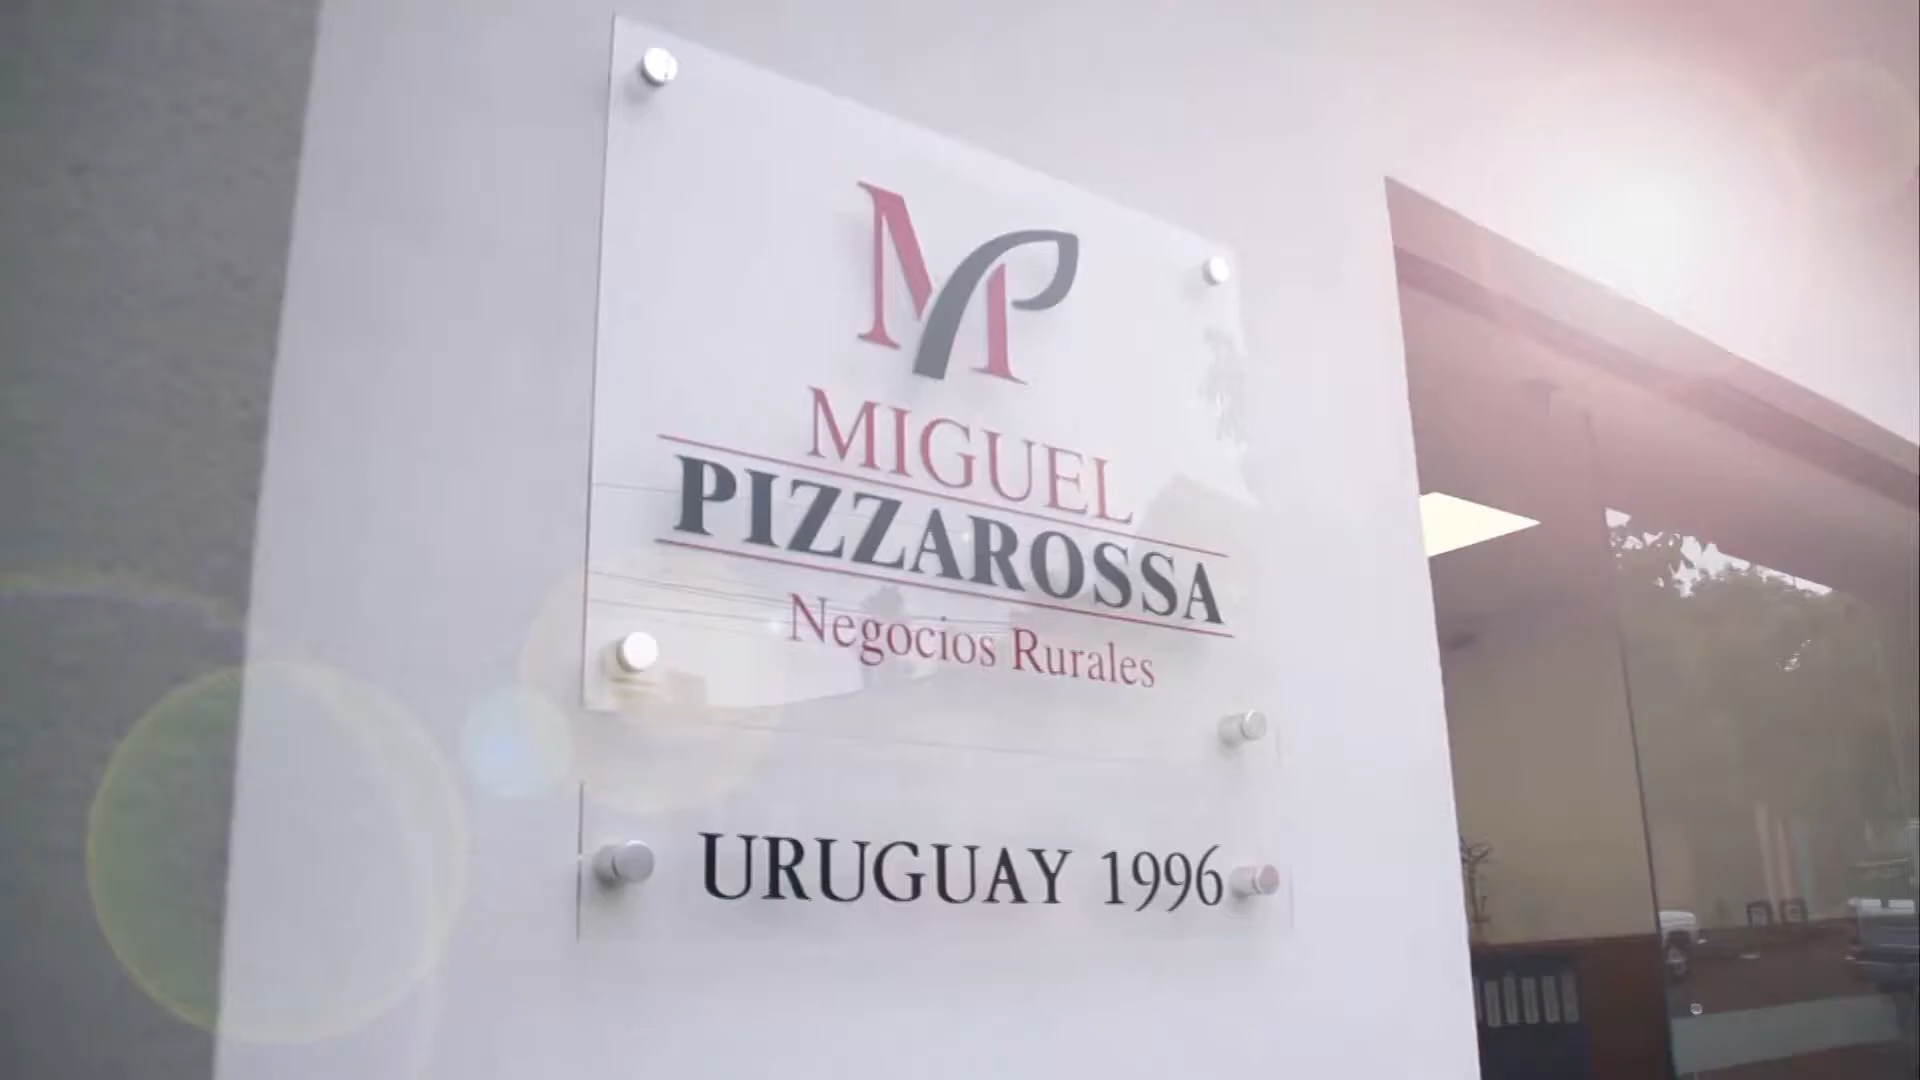 MP
MIGUEL
PIZZAROSSA
Negocios Rurales
URUGUAY 1996